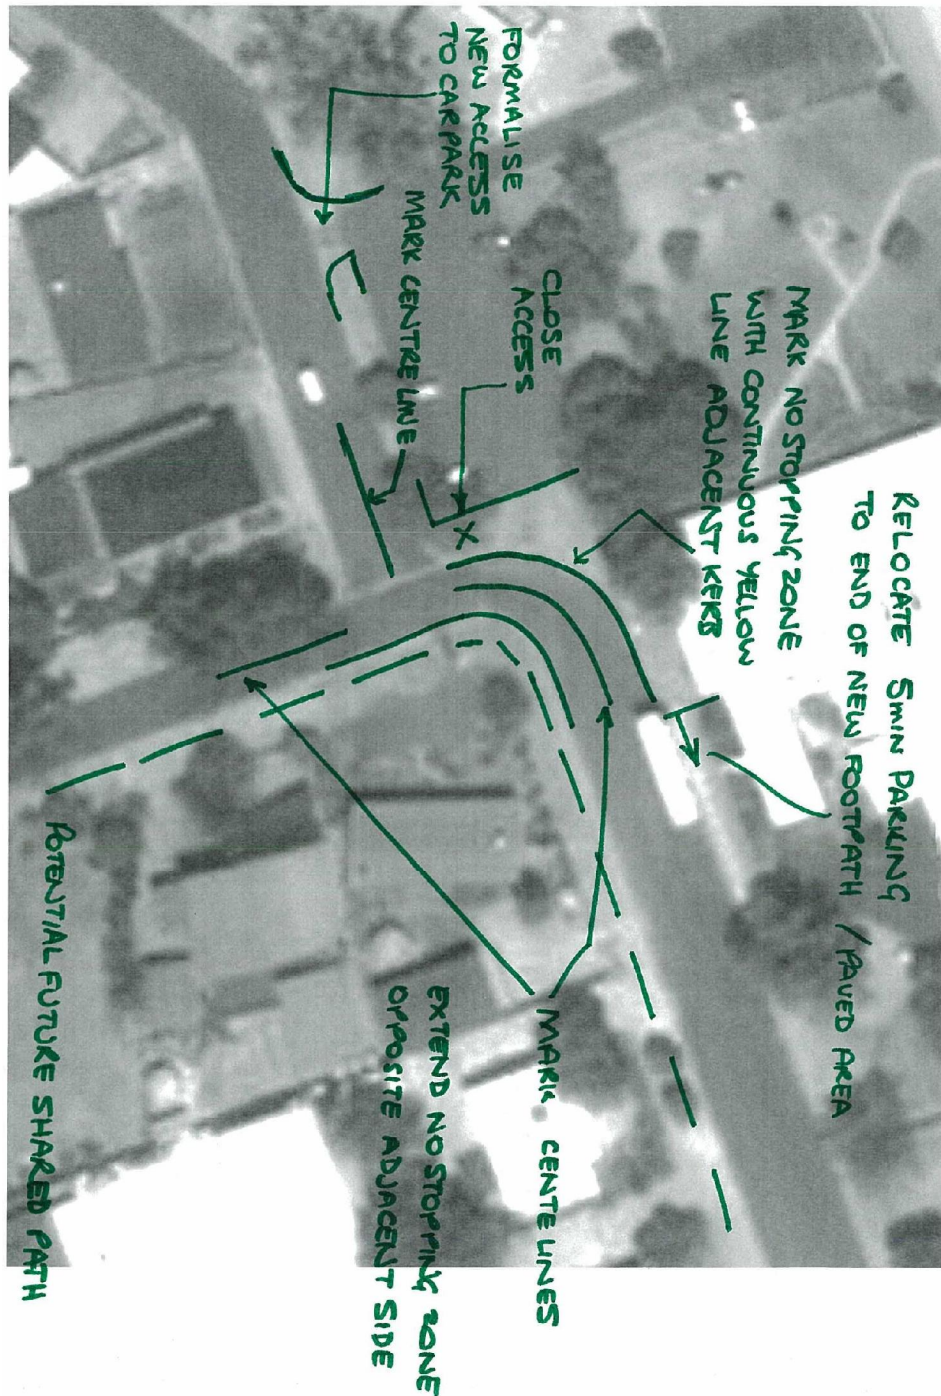 RELOCATE 5MIN PARKING
TO END OF NEW FOOTPATH / PAVED AREA
MARK NO STOPPING ZONE
WITH CONTINUOUS YELLOW
LINE ADJACENT KERB
CLOSE
ACCESS
FORMALISE
NEW ACCESS
TO CARPARK
MARK CENTRE LINE
X
MARK CENTE LINES
EXTEND NO STOPPING ZONE
OPPOSITE ADJACENT SIDE
POTENTIAL FUTURE SHARED PATH